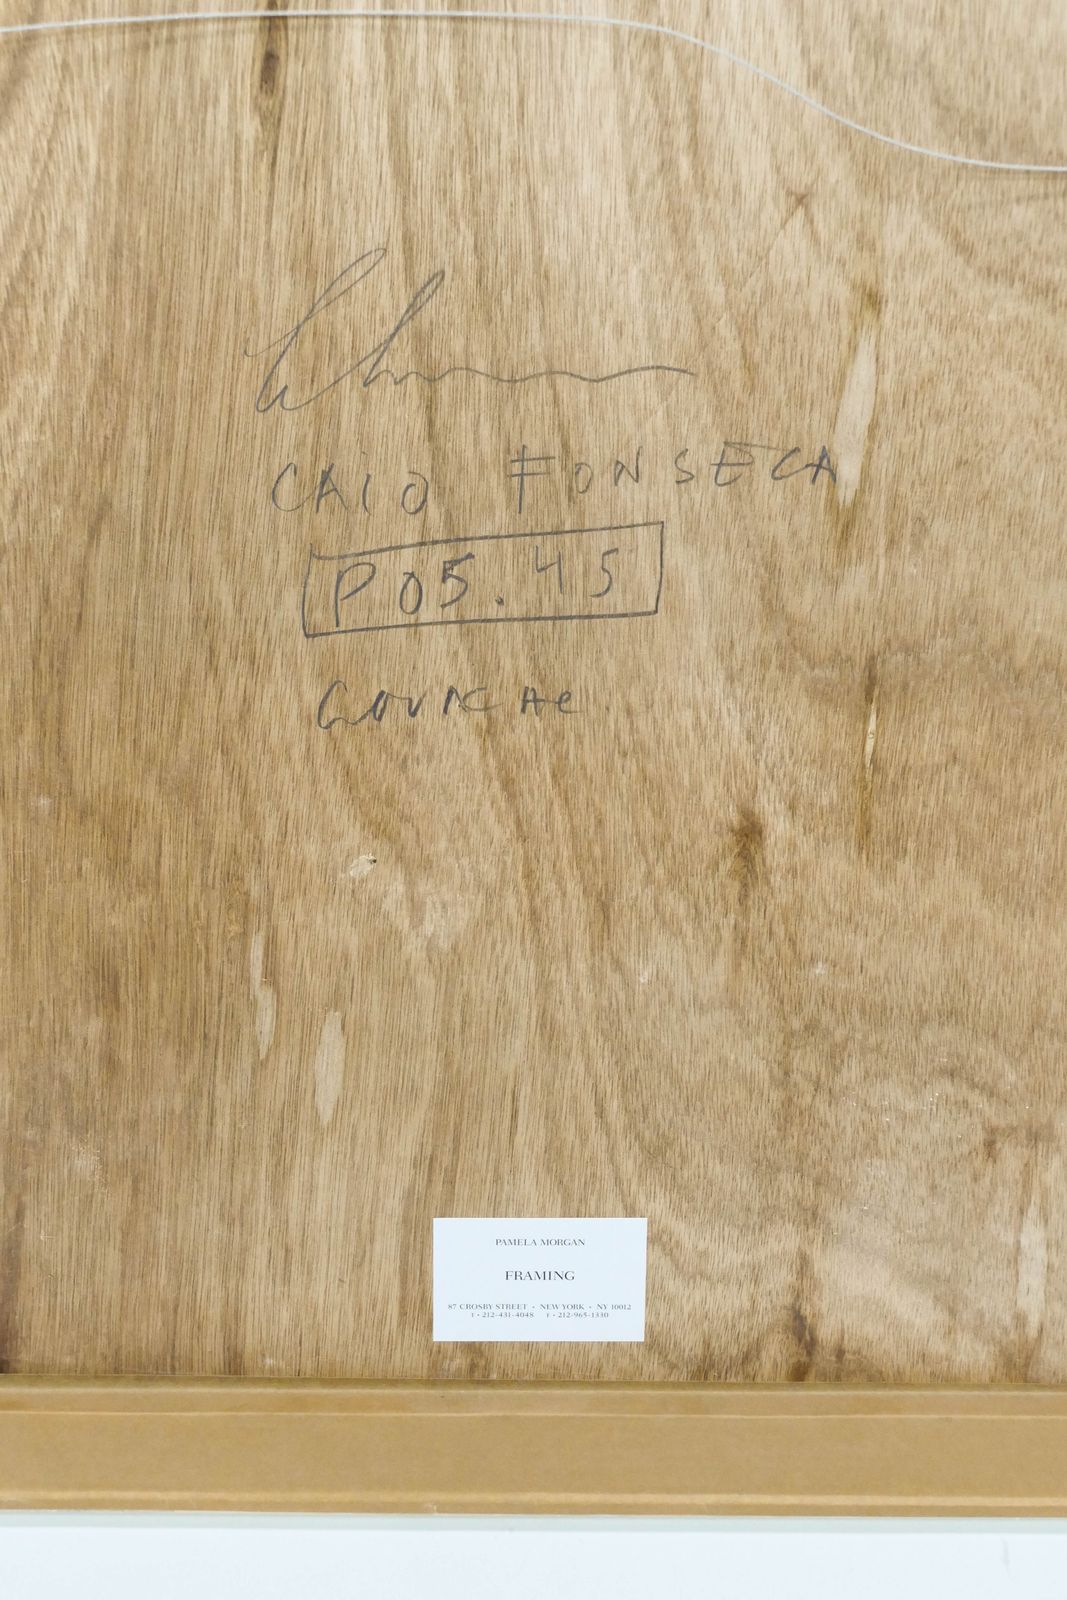 CAIO FONSECA
P05.45
GOUACHE
PAMELA MORGAN
FRAMING
87 CROSBY STREET • NEW YORK • NY 10012
T • 212-431-4048 F • 212-965-1330